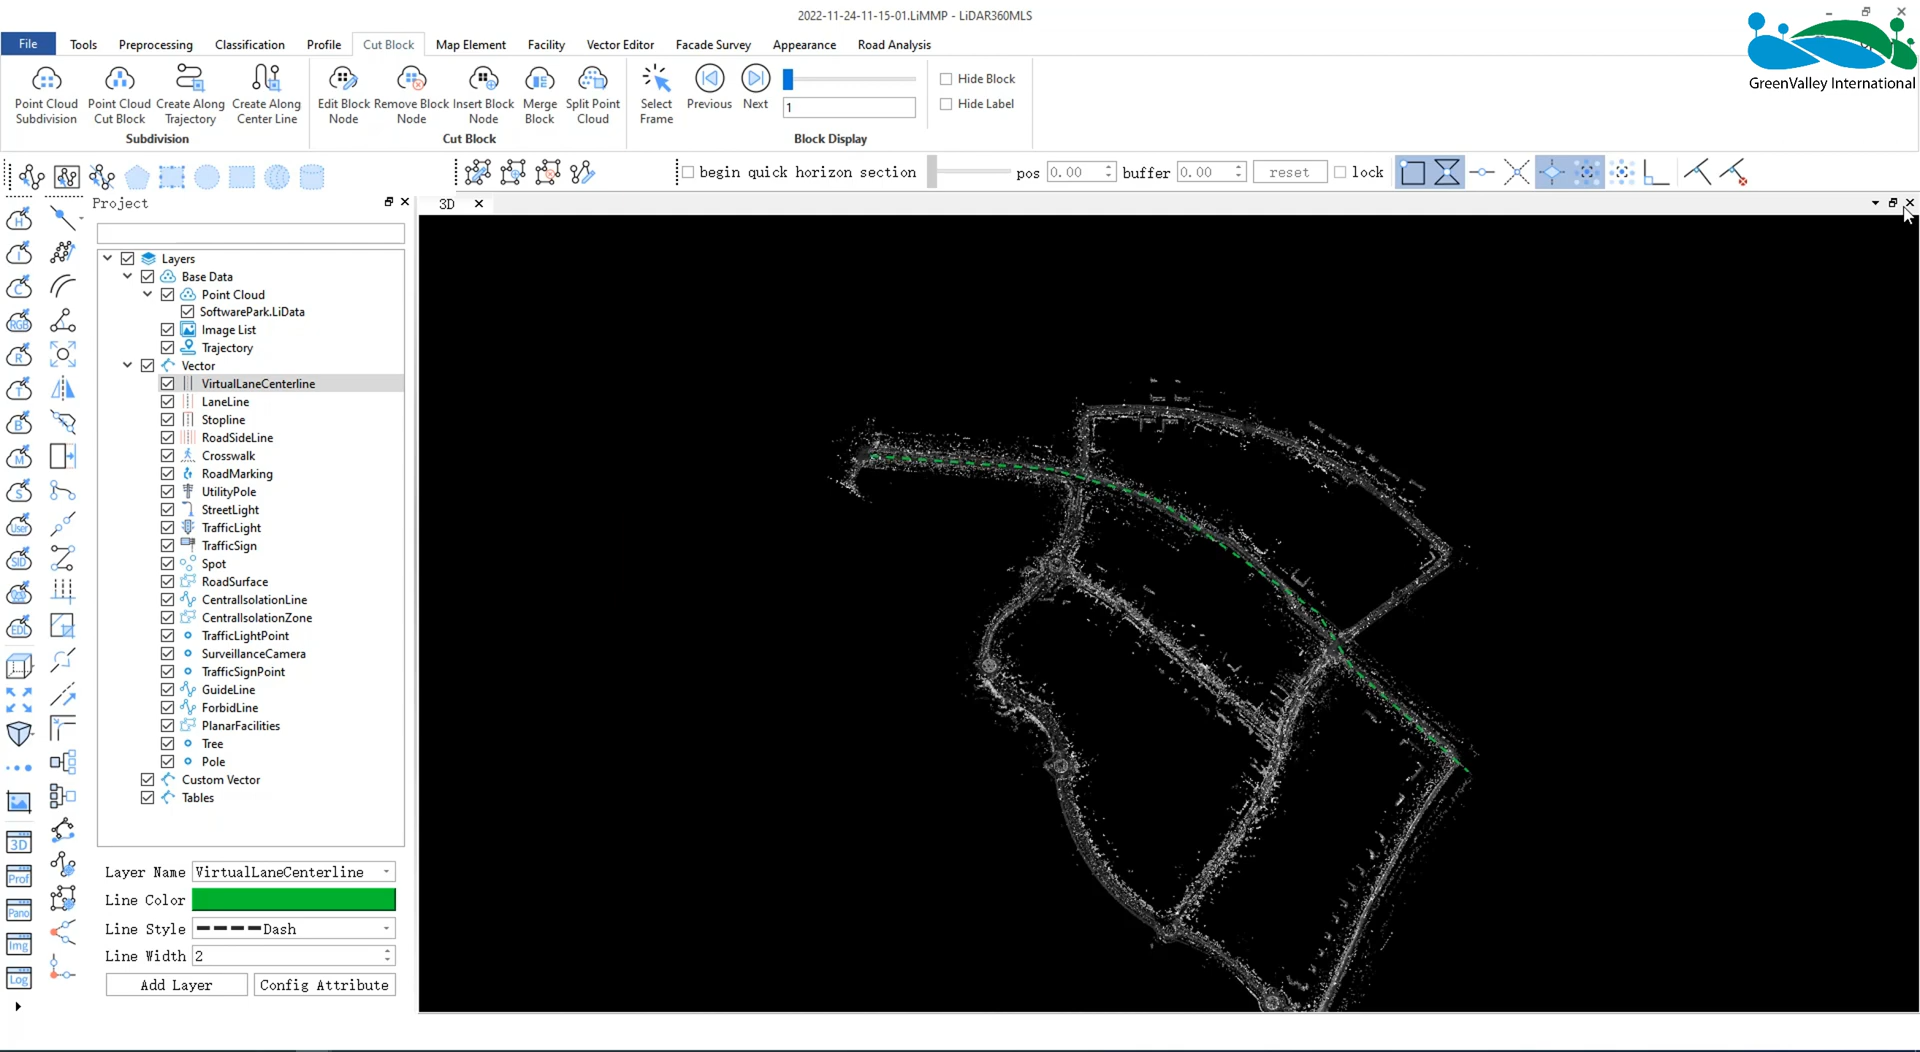 2022-11-24-11-15-01.LiMMP - LiDAR360MLS
GreenValley International
File Tools Preprocessing Classification Profile Cut Block Map Element Facility Vector Editor Facade Survey Appearance Road Analysis
Point Cloud Subdivision
Point Cloud Cut Block
Create Along Trajectory
Create Along Center Line
Edit Block Node
Remove Block Node
Insert Block Node
Merge Block
Split Point Cloud
Select Frame
Previous
Next
1
Hide Block
Hide Label
Subdivision
Cut Block
Block Display
begin quick horizon section
pos 0.00
buffer 0.00
reset
lock
Project
3D
Layers
Base Data
Point Cloud
SoftwarePark.LiData
Image List
Trajectory
Vector
VirtualLaneCenterline
LaneLine
Stopline
RoadSideLine
Crosswalk
RoadMarking
UtilityPole
StreetLight
TrafficLight
TrafficSign
Spot
RoadSurface
CentralIsolationLine
CentralIsolationZone
TrafficLightPoint
SurveillanceCamera
TrafficSignPoint
GuideLine
ForbidLine
PlanarFacilities
Tree
Pole
Custom Vector
Tables
Layer Name VirtualLaneCenterline
Line Color
Line Style Dash
Line Width 2
Add Layer Config Attribute
H
I
C
RGB
R
T
B
M
S
User
SID
EDL
3D
Prof
Pano
Img
Log